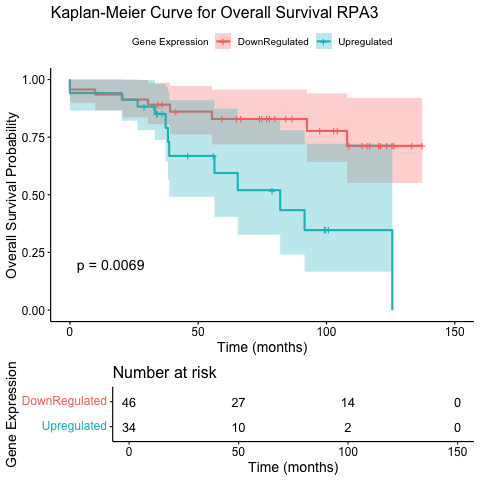 Kaplan-Meier Curve for Overall Survival RPA3
Gene Expression DownRegulated Upregulated
Overall Survival Probability
1.00
0.75
0.50
0.25
0.00
p = 0.0069
0 50 100 150
Time (months)
Number at risk
Gene Expression
DownRegulated 46 27 14 0
Upregulated 34 10 2 0
0 50 100 150
Time (months)